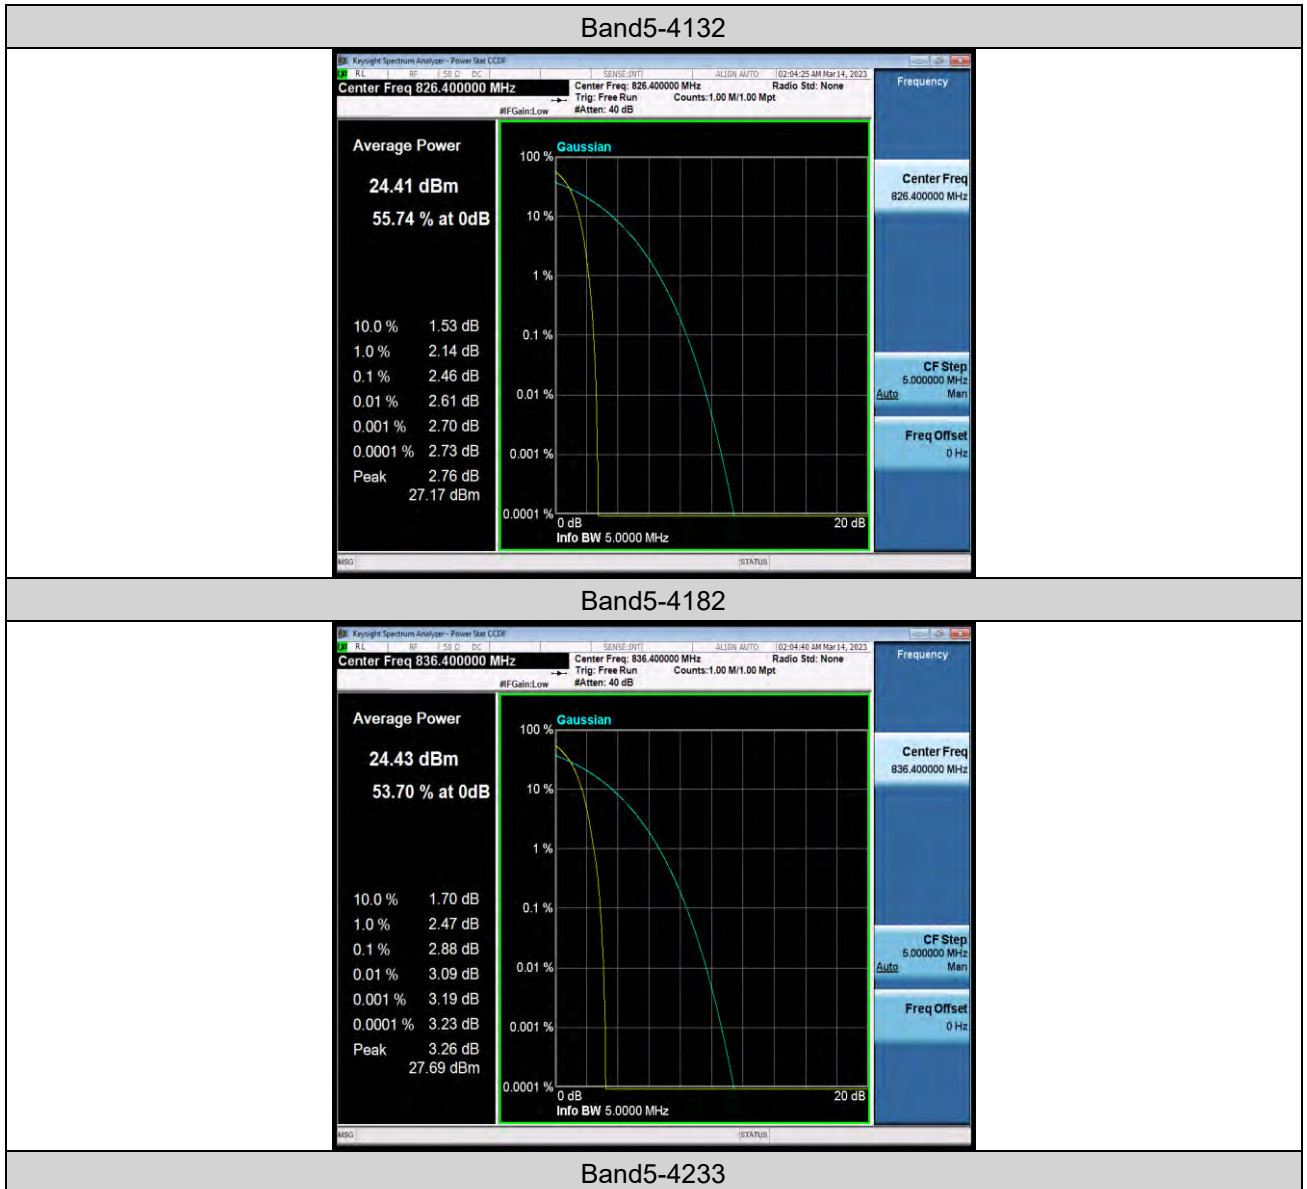 Band5-4132
Keysight Spectrum Analyzer - Power Stat CCDF
RL RF 50 Ω DC SENSE:INT ALIGN AUTO 02:04:25 AM Mar 14, 2023
Center Freq 826.400000 MHz
Center Freq: 826.400000 MHz Radio Std: None
Trig: Free Run Counts:1.00 M/1.00 Mpt
#IFGain:Low #Atten: 40 dB
Frequency
Average Power
24.41 dBm
55.74 % at 0dB
10.0 % 1.53 dB
1.0 % 2.14 dB
0.1 % 2.46 dB
0.01 % 2.61 dB
0.001 % 2.70 dB
0.0001 % 2.73 dB
Peak 2.76 dB
27.17 dBm
Gaussian
100 %
10 %
1 %
0.1 %
0.01 %
0.001 %
0.0001 %
0 dB 20 dB
Info BW 5.0000 MHz
Center Freq
826.400000 MHz
CF Step
5.000000 MHz
Auto Man
Freq Offset
0 Hz
MSG STATUS
Band5-4182
Keysight Spectrum Analyzer - Power Stat CCDF
RL RF 50 Ω DC SENSE:INT ALIGN AUTO 02:04:40 AM Mar 14, 2023
Center Freq 836.400000 MHz
Center Freq: 836.400000 MHz Radio Std: None
Trig: Free Run Counts:1.00 M/1.00 Mpt
#IFGain:Low #Atten: 40 dB
Frequency
Average Power
24.43 dBm
53.70 % at 0dB
10.0 % 1.70 dB
1.0 % 2.47 dB
0.1 % 2.88 dB
0.01 % 3.09 dB
0.001 % 3.19 dB
0.0001 % 3.23 dB
Peak 3.26 dB
27.69 dBm
Gaussian
100 %
10 %
1 %
0.1 %
0.01 %
0.001 %
0.0001 %
0 dB 20 dB
Info BW 5.0000 MHz
Center Freq
836.400000 MHz
CF Step
5.000000 MHz
Auto Man
Freq Offset
0 Hz
MSG STATUS
Band5-4233